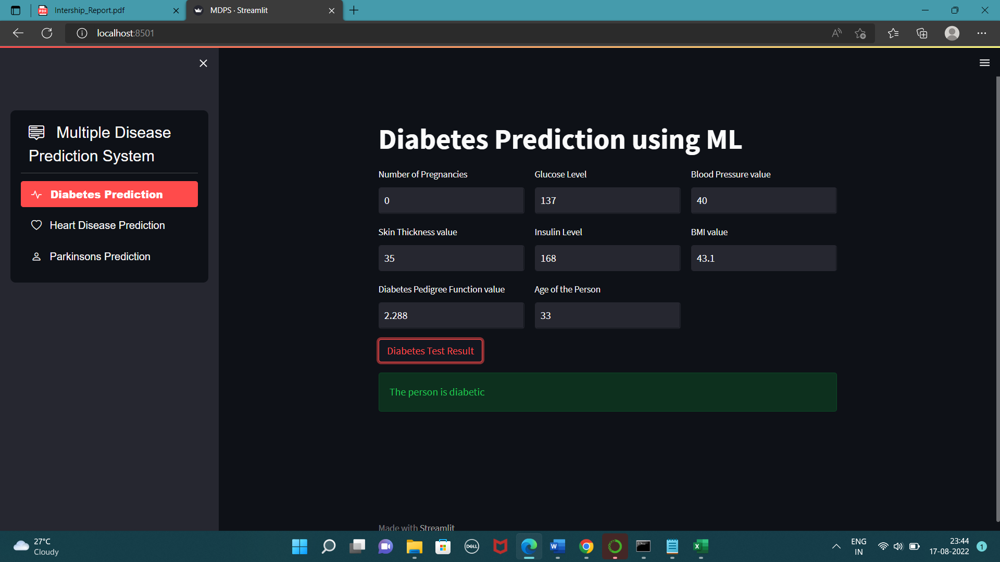 Intership_Report.pdf
MDPS · Streamlit
localhost:8501
Multiple Disease
Prediction System
Diabetes Prediction
Heart Disease Prediction
Parkinsons Prediction
Diabetes Prediction using ML
Number of Pregnancies Glucose Level Blood Pressure value
0 137 40
Skin Thickness value Insulin Level BMI value
35 168 43.1
Diabetes Pedigree Function value Age of the Person
2.288 33
Diabetes Test Result
The person is diabetic
Made with Streamlit
27°C
Cloudy
DELL
ENG
IN
23:44
17-08-2022
1